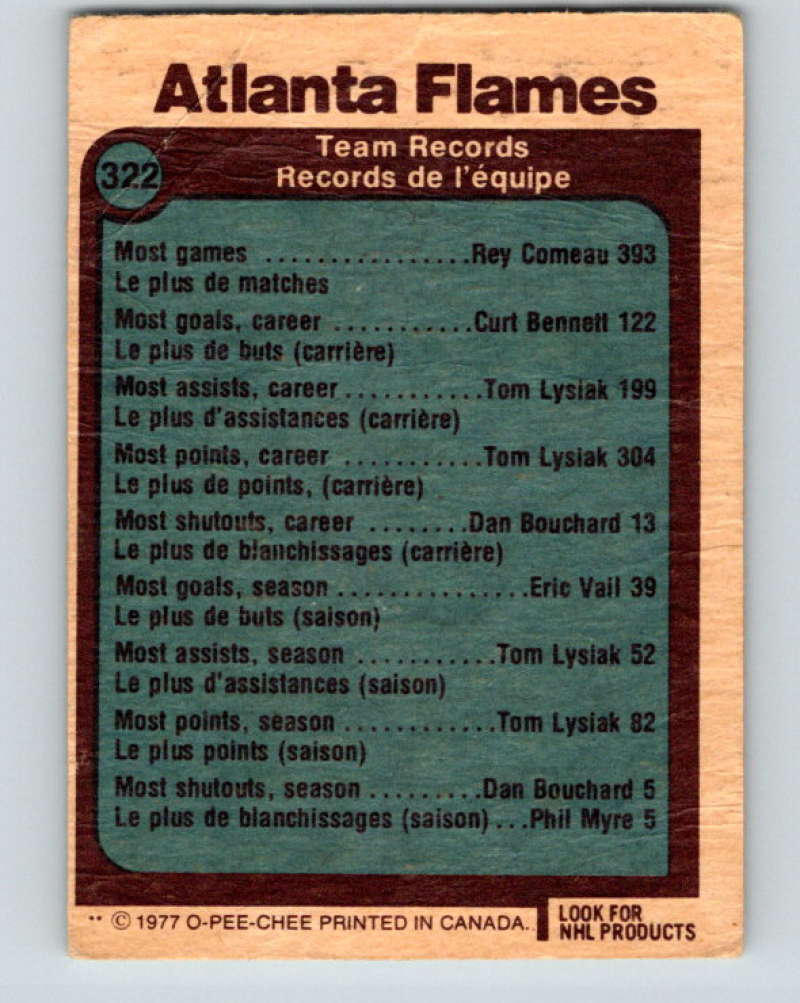 Atlanta Flames
322
Team Records
Records de l'équipe
Most games ................Rey Comeau 393
Le plus de matches
Most goals, career ...........Curt Bennett 122
Le plus de buts (carrière)
Most assists, career...........Tom Lysiak 199
Le plus d'assistances (carrière)
Most points, career ...........Tom Lysiak 304
Le plus de points, (carrière)
Most shutouts, career ........Dan Bouchard 13
Le plus de blanchissages (carrière)
Most goals, season ...............Eric Vail 39
Le plus de buts (saison)
Most assists, season ...........Tom Lysiak 52
Le plus d'assistances (saison)
Most points, season ............Tom Lysiak 82
Le plus points (saison)
Most shutouts, season .........Dan Bouchard 5
Le plus de blanchissages (saison)...Phil Myre 5
** © 1977 O-PEE-CHEE PRINTED IN CANADA.
LOOK FOR
NHL PRODUCTS